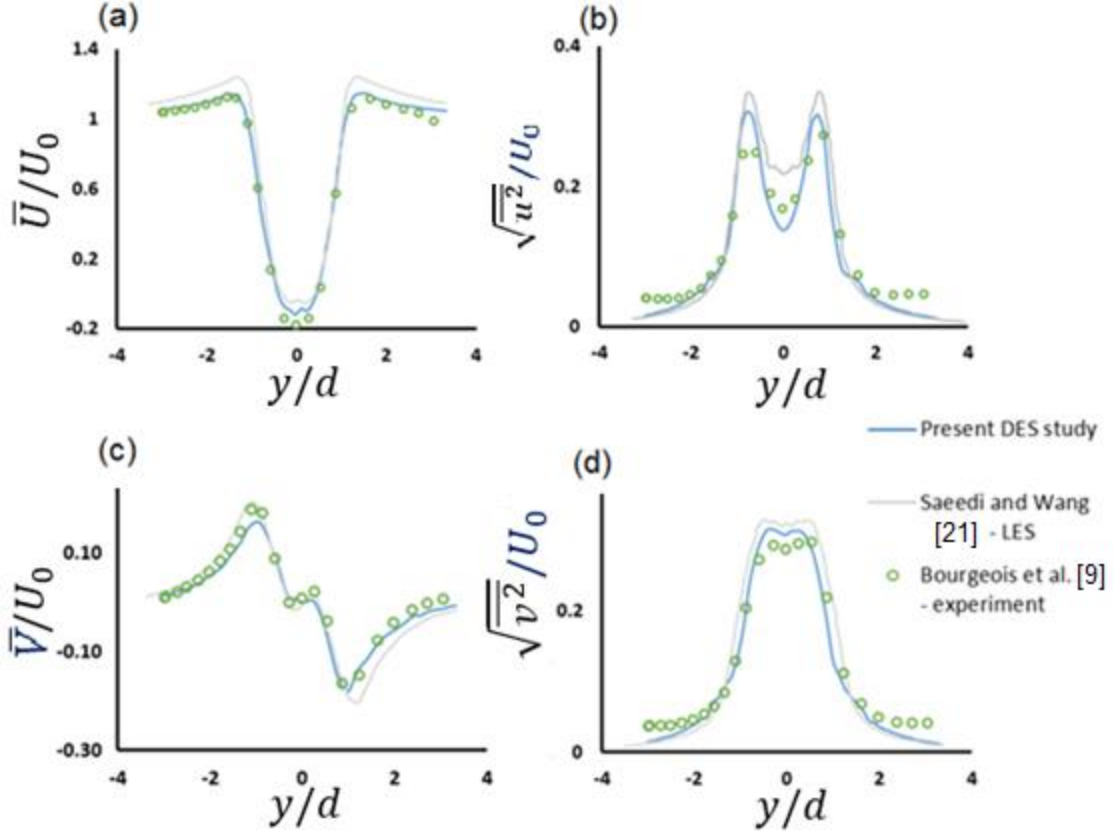 (a)
1.4
1
0.6
0.2
-0.2
-4 -2 0 2 4
U̅/U₀
y/d
(b)
0.4
0.2
0
-4 -2 0 2 4
√u̅²/U₀
y/d
(c)
0.10
-0.10
-0.30
-4 -2 0 2 4
V̅/U₀
y/d
(d)
0.2
0
-4 -2 0 2 4
√v̅²/U₀
y/d
Present DES study
Saeedi and Wang
[21] - LES
Bourgeois et al. [9]
- experiment